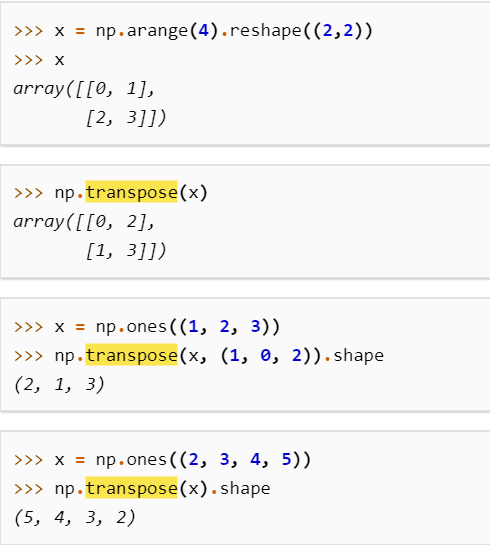 >>> x = np.arange(4).reshape((2,2))
>>> x
array([[0, 1],
       [2, 3]])
>>> np.transpose(x)
array([[0, 2],
       [1, 3]])
>>> x = np.ones((1, 2, 3))
>>> np.transpose(x, (1, 0, 2)).shape
(2, 1, 3)
>>> x = np.ones((2, 3, 4, 5))
>>> np.transpose(x).shape
(5, 4, 3, 2)